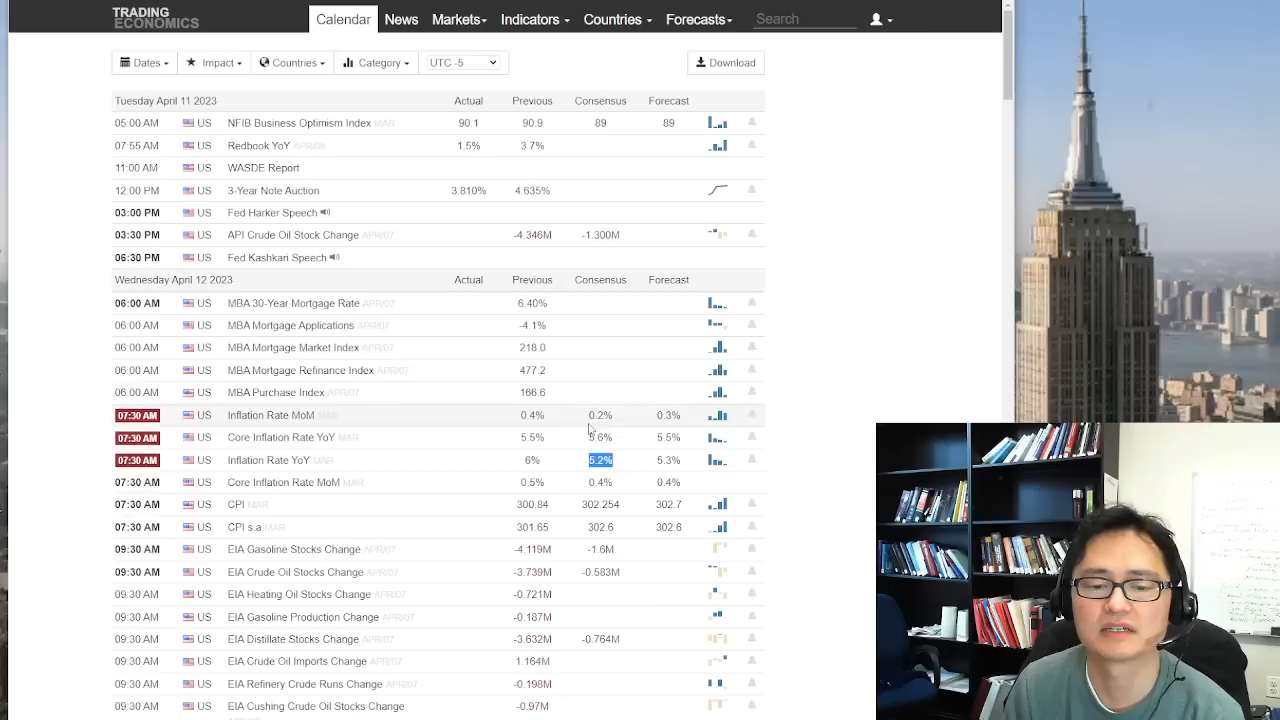 TRADING
ECONOMICS
Calendar News Markets Indicators Countries Forecasts Search
Dates Impact Countries Category UTC -5 Download
Tuesday April 11 2023 Actual Previous Consensus Forecast
05:00 AM US NFIB Business Optimism Index MAR 90.1 90.9 89 89
07:55 AM US Redbook YoY APR/08 1.5% 3.7%
11:00 AM US WASDE Report
12:00 PM US 3-Year Note Auction 3.810% 4.635%
03:00 PM US Fed Harker Speech
03:30 PM US API Crude Oil Stock Change APR/07 -4.346M -1.300M
06:30 PM US Fed Kashkari Speech
Wednesday April 12 2023 Actual Previous Consensus Forecast
06:00 AM US MBA 30-Year Mortgage Rate APR/07 6.40%
06:00 AM US MBA Mortgage Applications APR/07 -4.1%
06:00 AM US MBA Mortgage Market Index APR/07 218.0
06:00 AM US MBA Mortgage Refinance Index APR/07 477.2
06:00 AM US MBA Purchase Index APR/07 166.6
07:30 AM US Inflation Rate MoM MAR 0.4% 0.2% 0.3%
07:30 AM US Core Inflation Rate YoY MAR 5.5% 5.6% 5.5%
07:30 AM US Inflation Rate YoY MAR 6% 5.2% 5.3%
07:30 AM US Core Inflation Rate MoM MAR 0.5% 0.4% 0.4%
07:30 AM US CPI MAR 300.84 302.254 302.7
07:30 AM US CPI s.a MAR 301.65 302.6 302.6
09:30 AM US EIA Gasoline Stocks Change APR/07 -4.119M -1.6M
09:30 AM US EIA Crude Oil Stocks Change APR/07 -3.739M -0.583M
09:30 AM US EIA Heating Oil Stocks Change APR/07 -0.721M
09:30 AM US EIA Gasoline Production Change APR/07 -0.187M
09:30 AM US EIA Distillate Stocks Change APR/07 -3.632M -0.764M
09:30 AM US EIA Crude Oil Imports Change APR/07 1.164M
09:30 AM US EIA Refinery Crude Runs Change APR/07 -0.198M
09:30 AM US EIA Cushing Crude Oil Stocks Change -0.97M